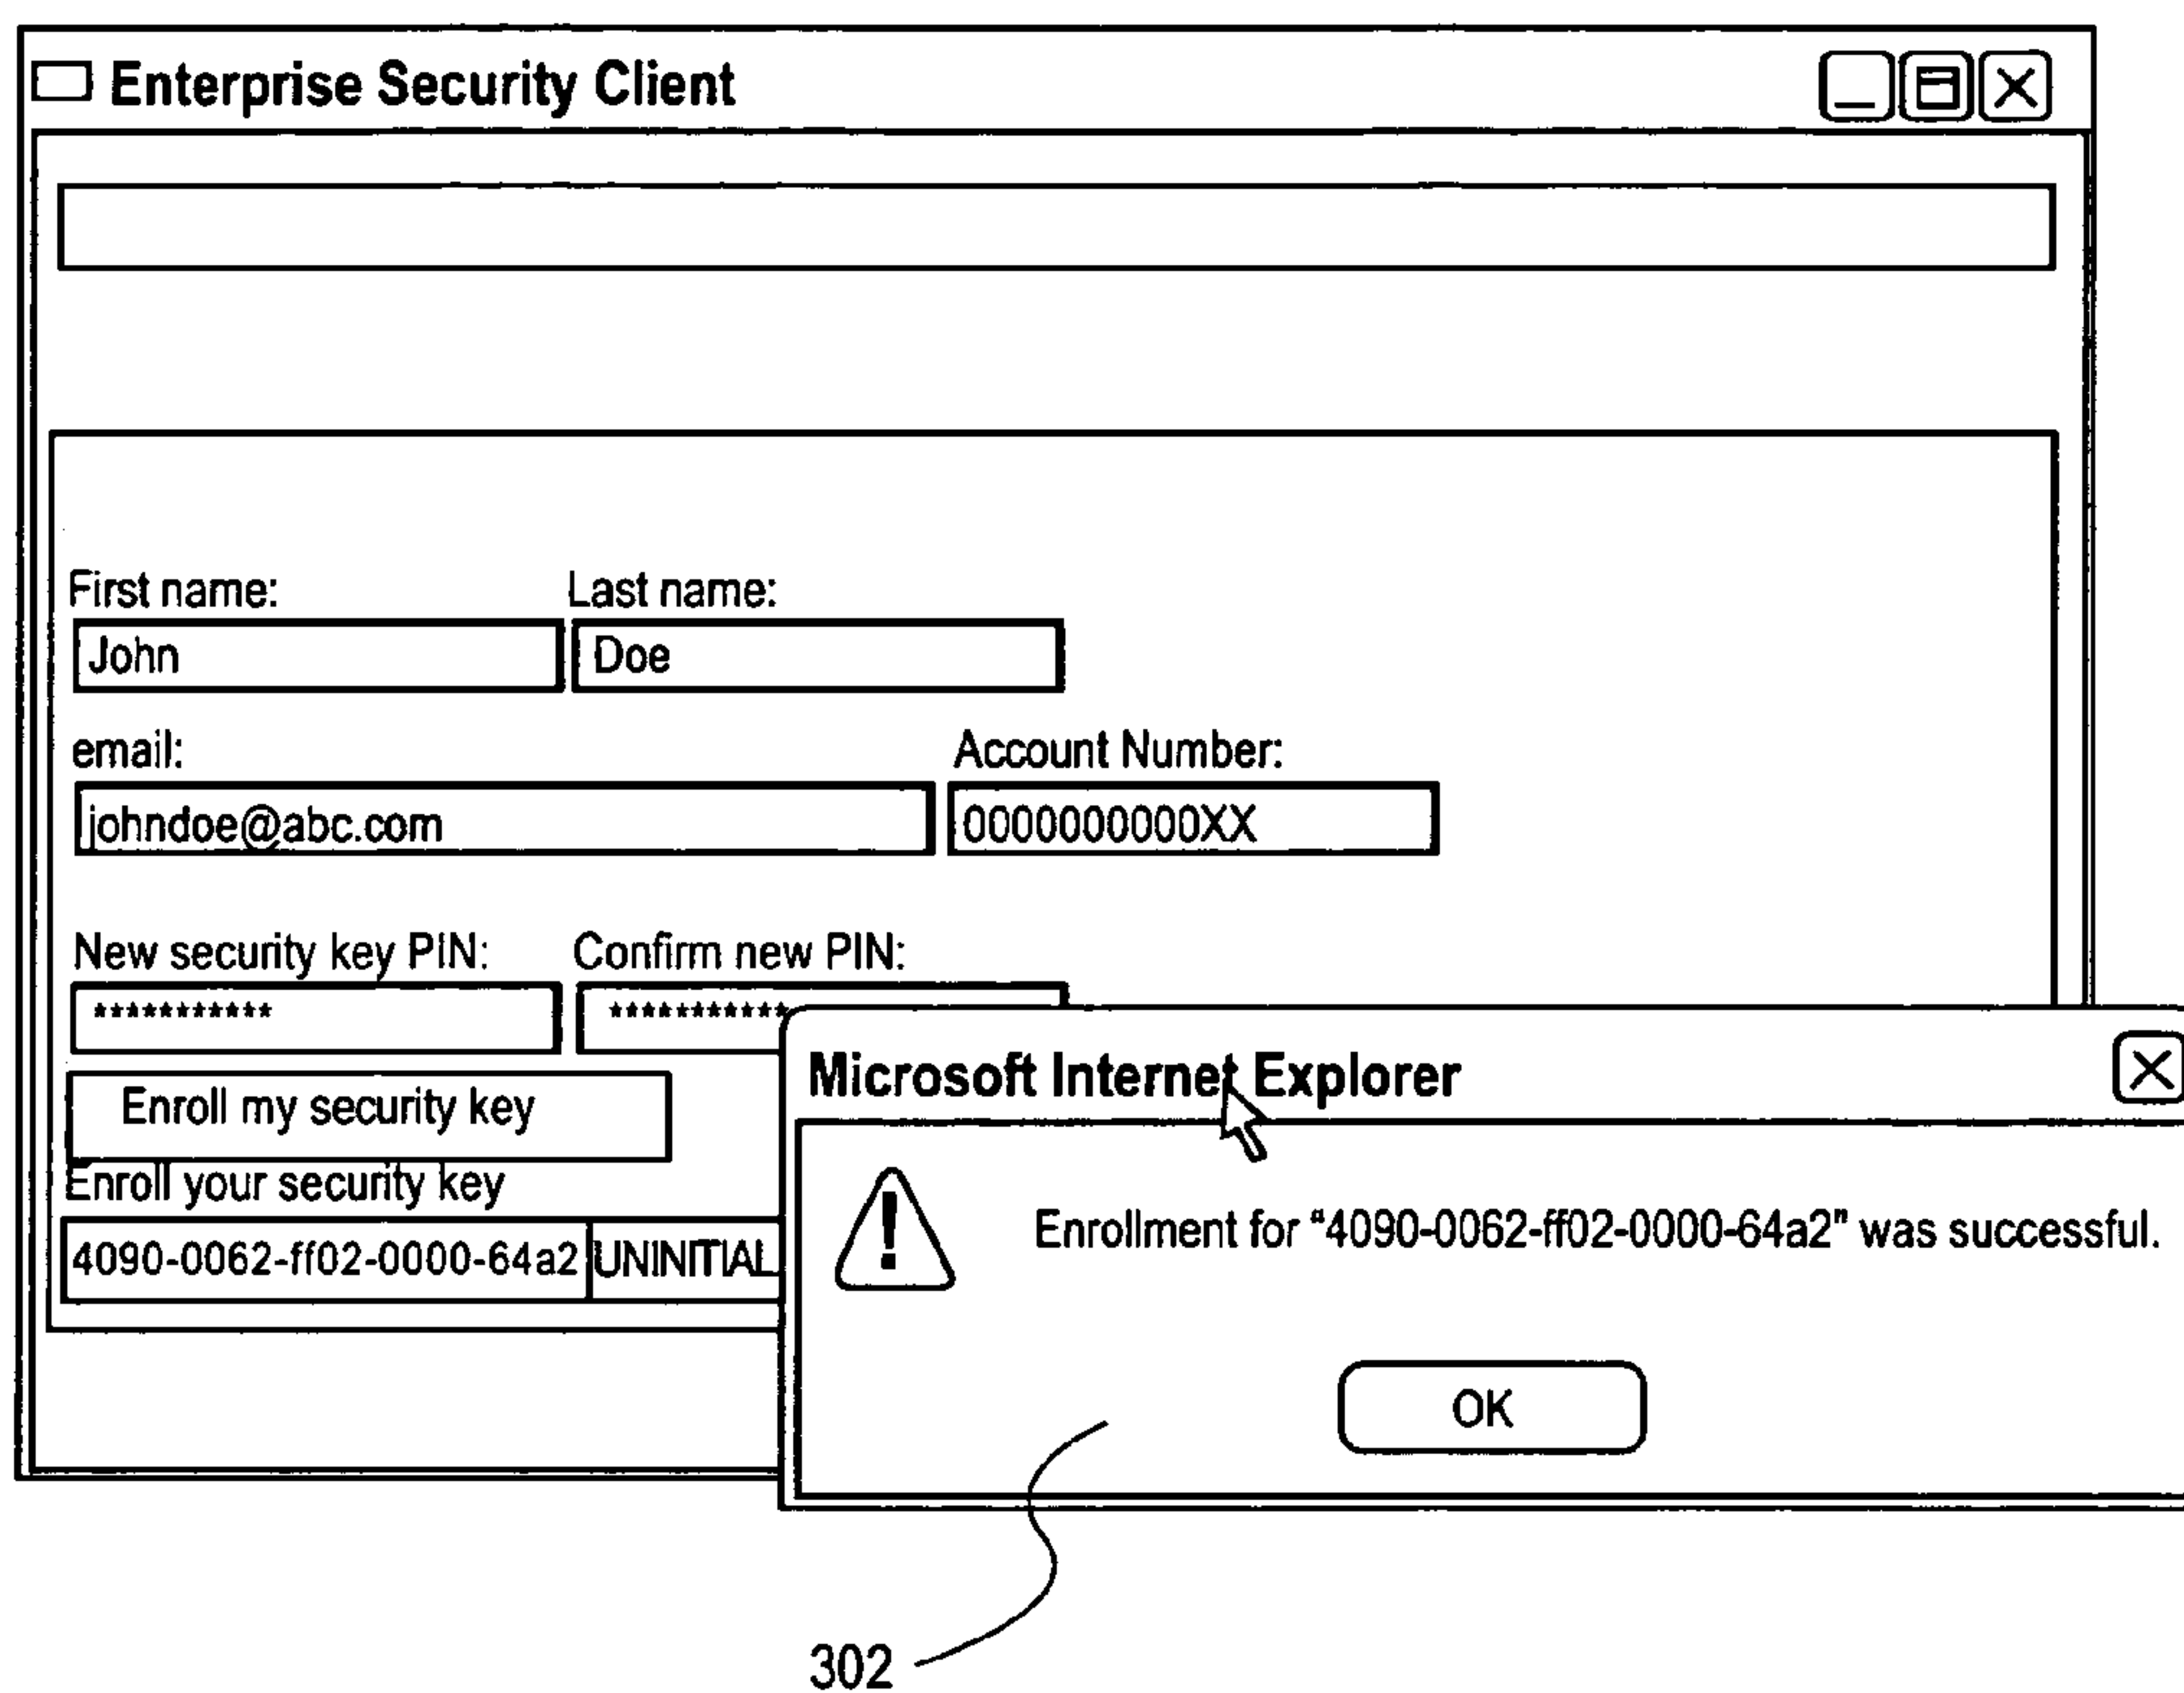 Enterprise Security Client
First name: Last name:
John Doe
email: Account Number:
johndoe@abc.com 0000000000XX
New security key PIN: Confirm new PIN:
*********** ***********
Microsoft Internet Explorer
Enroll my security key
Enroll your security key
Enrollment for “4090-0062-ff02-0000-64a2” was successful.
4090-0062-ff02-0000-64a2 UNINITIAL
OK
302